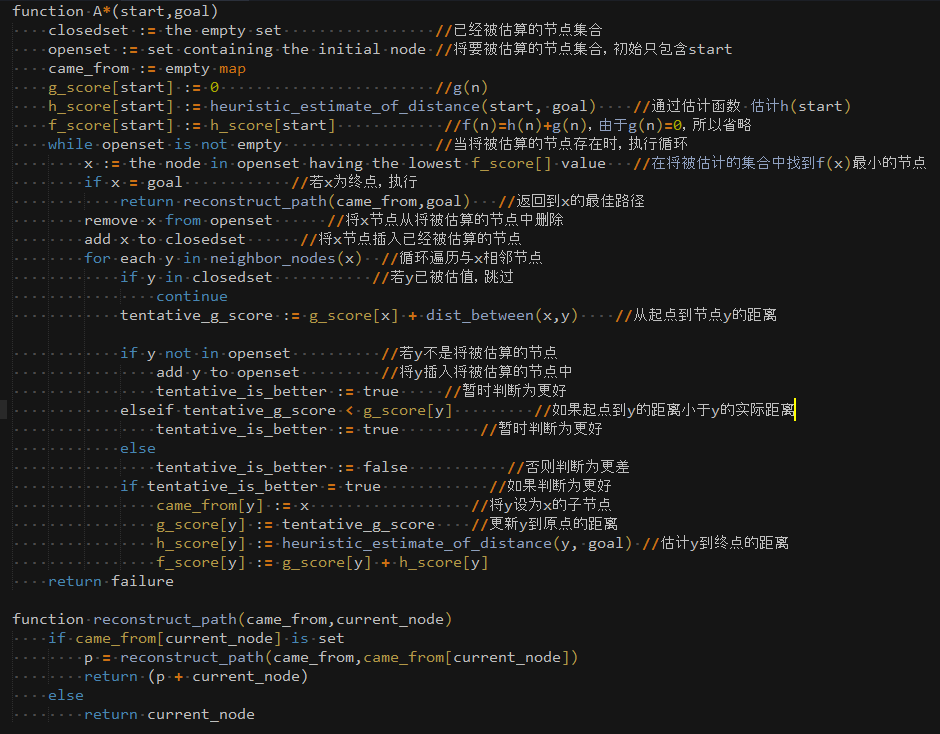 function A*(start,goal)
closedset := the empty set //已经被估算的节点集合
openset := set containing the initial node //将要被估算的节点集合, 初始只包含start
came_from := empty map
g_score[start] := 0 //g(n)
h_score[start] := heuristic_estimate_of_distance(start, goal) //通过估计函数 估计h(start)
f_score[start] := h_score[start] //f(n)=h(n)+g(n), 由于g(n)=0, 所以省略
while openset is not empty //当将被估算的节点存在时, 执行循环
x := the node in openset having the lowest f_score[] value //在将被估计的集合中找到f(x)最小的节点
if x = goal //若x为终点, 执行
return reconstruct_path(came_from,goal) //返回到x的最佳路径
remove x from openset //将x节点从将被估算的节点中删除
add x to closedset //将x节点插入已经被估算的节点
for each y in neighbor_nodes(x) //循环遍历与x相邻节点
if y in closedset //若y已被估值, 跳过
continue
tentative_g_score := g_score[x] + dist_between(x,y) //从起点到节点y的距离
if y not in openset //若y不是将被估算的节点
add y to openset //将y插入将被估算的节点中
tentative_is_better := true //暂时判断为更好
elseif tentative_g_score < g_score[y] //如果起点到y的距离小于y的实际距离
tentative_is_better := true //暂时判断为更好
else
tentative_is_better := false //否则判断为更差
if tentative_is_better = true //如果判断为更好
came_from[y] := x //将y设为x的子节点
g_score[y] := tentative_g_score //更新y到原点的距离
h_score[y] := heuristic_estimate_of_distance(y, goal) //估计y到终点的距离
f_score[y] := g_score[y] + h_score[y]
return failure
function reconstruct_path(came_from,current_node)
if came_from[current_node] is set
p = reconstruct_path(came_from,came_from[current_node])
return (p + current_node)
else
return current_node